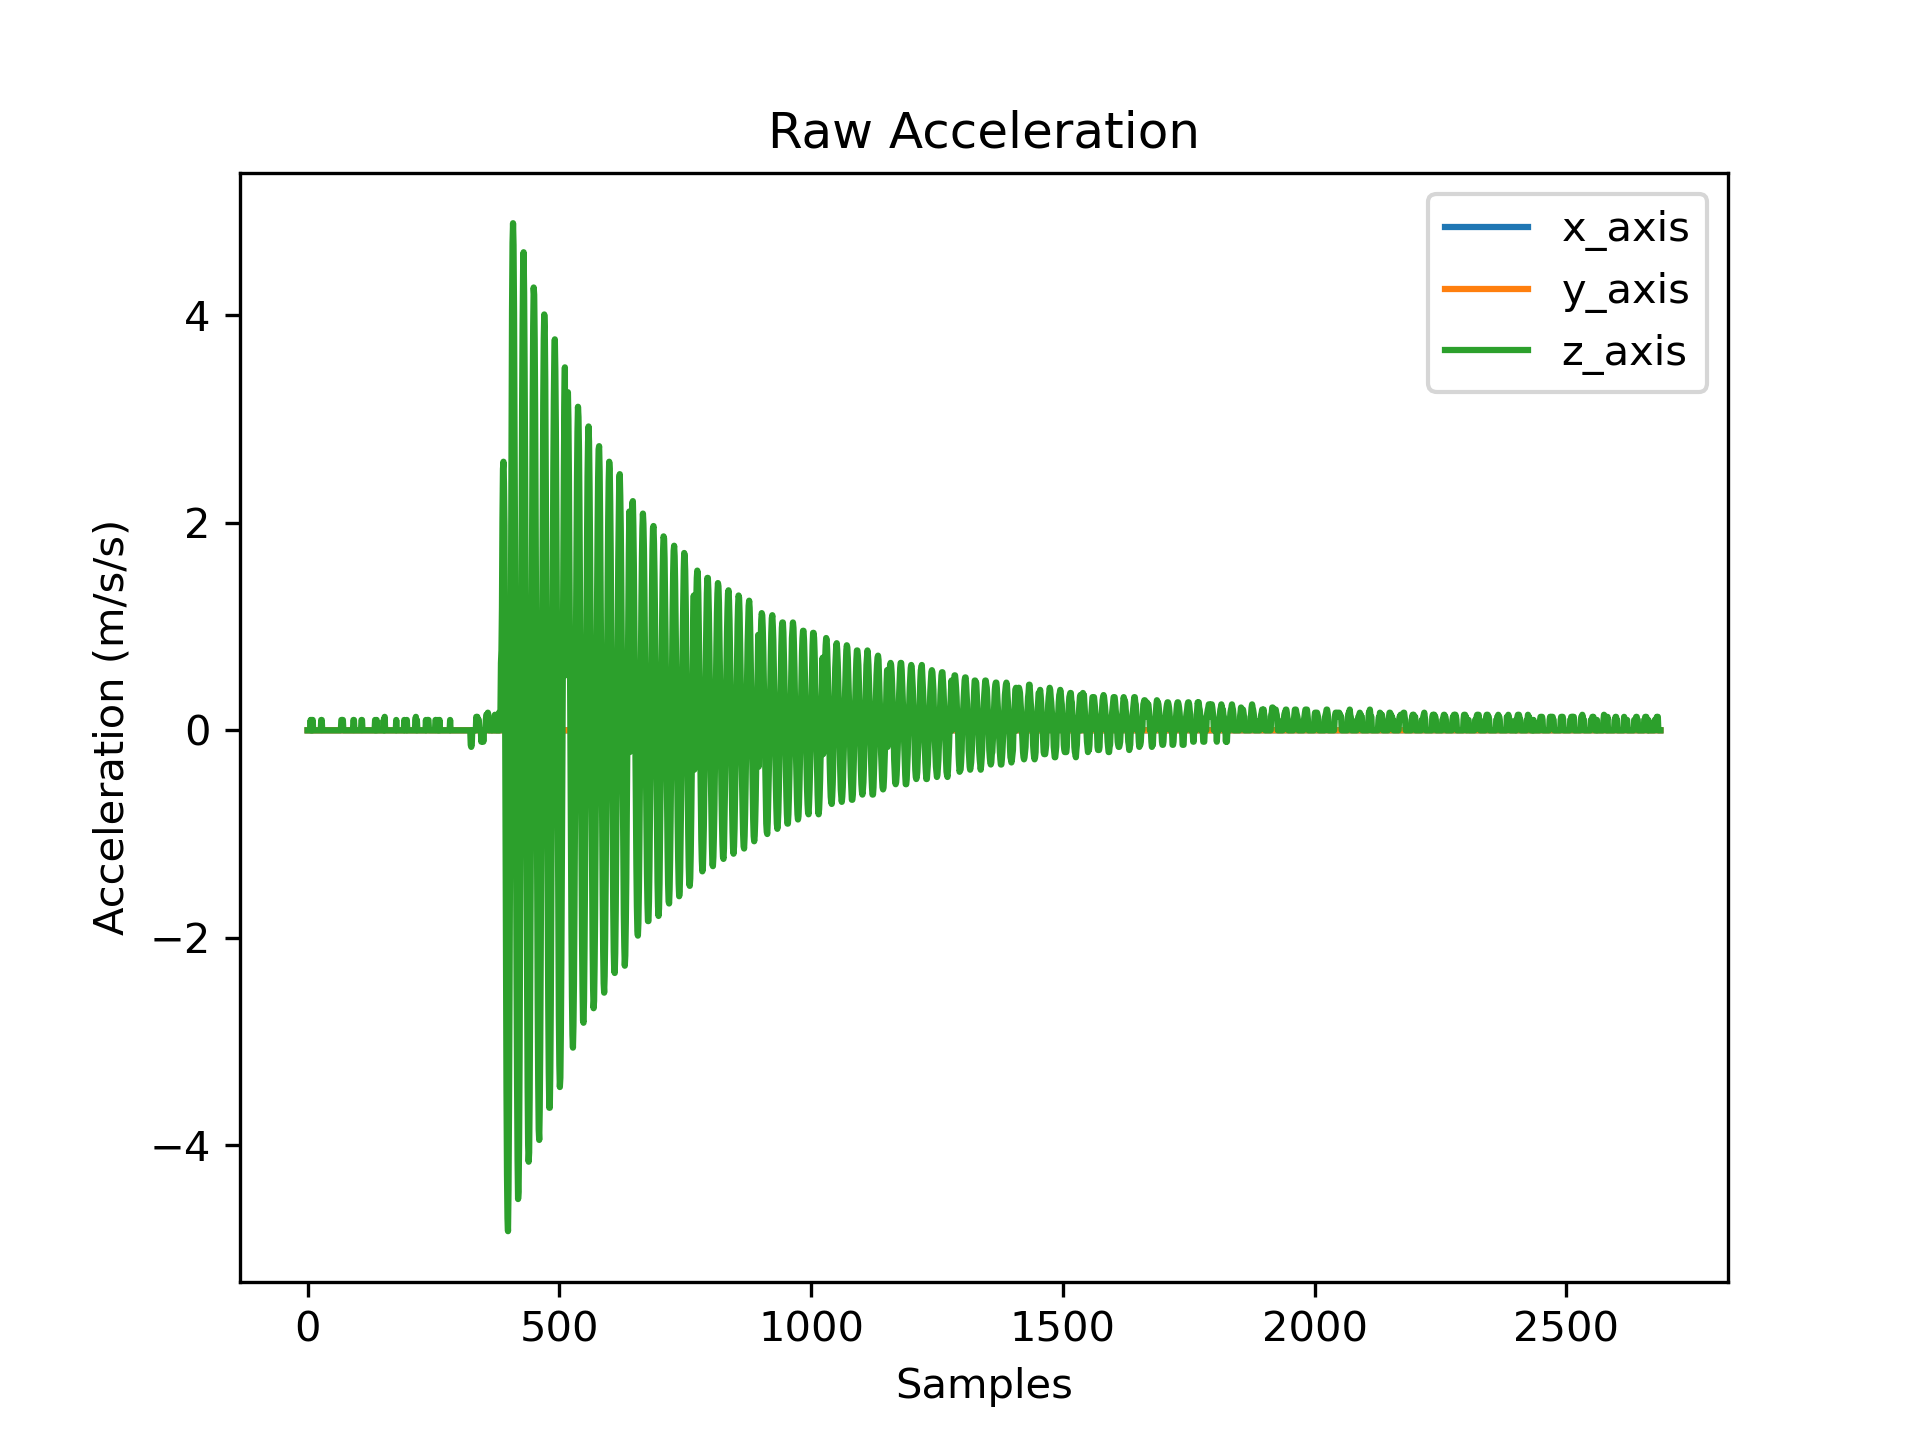 Raw Acceleration
x_axis
y_axis
z_axis
4
2
0
−2
−4
Acceleration (m/s/s)
0 500 1000 1500 2000 2500
Samples